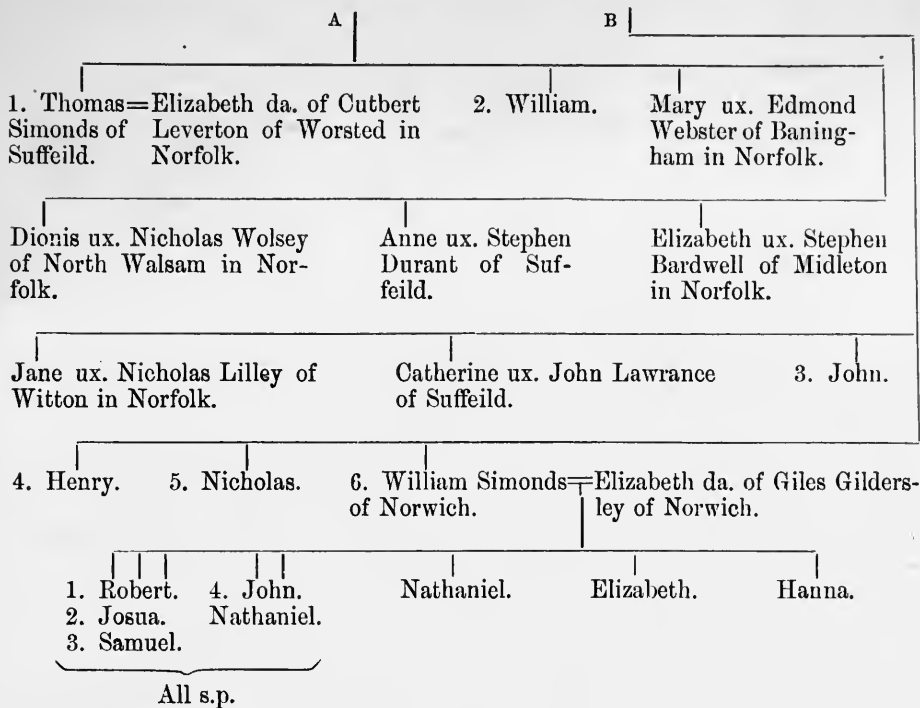 A B
1. Thomas=Elizabeth da. of Cutbert
Simonds of Leverton of Worsted in
Suffeild. Norfolk.
2. William.
Mary ux. Edmond
Webster of Baning-
ham in Norfolk.
Dionis ux. Nicholas Wolsey
of North Walsam in Nor-
folk.
Anne ux. Stephen
Durant of Suf-
feild.
Elizabeth ux. Stephen
Bardwell of Midleton
in Norfolk.
Jane ux. Nicholas Lilley of
Witton in Norfolk.
Catherine ux. John Lawrance
of Suffeild.
3. John.
4. Henry.
5. Nicholas.
6. William Simonds=Elizabeth da. of Giles Gilders-
of Norwich. ley of Norwich.
1. Robert.
2. Josua.
3. Samuel.
4. John.
Nathaniel.
Nathaniel.
Elizabeth.
Hanna.
All s.p.